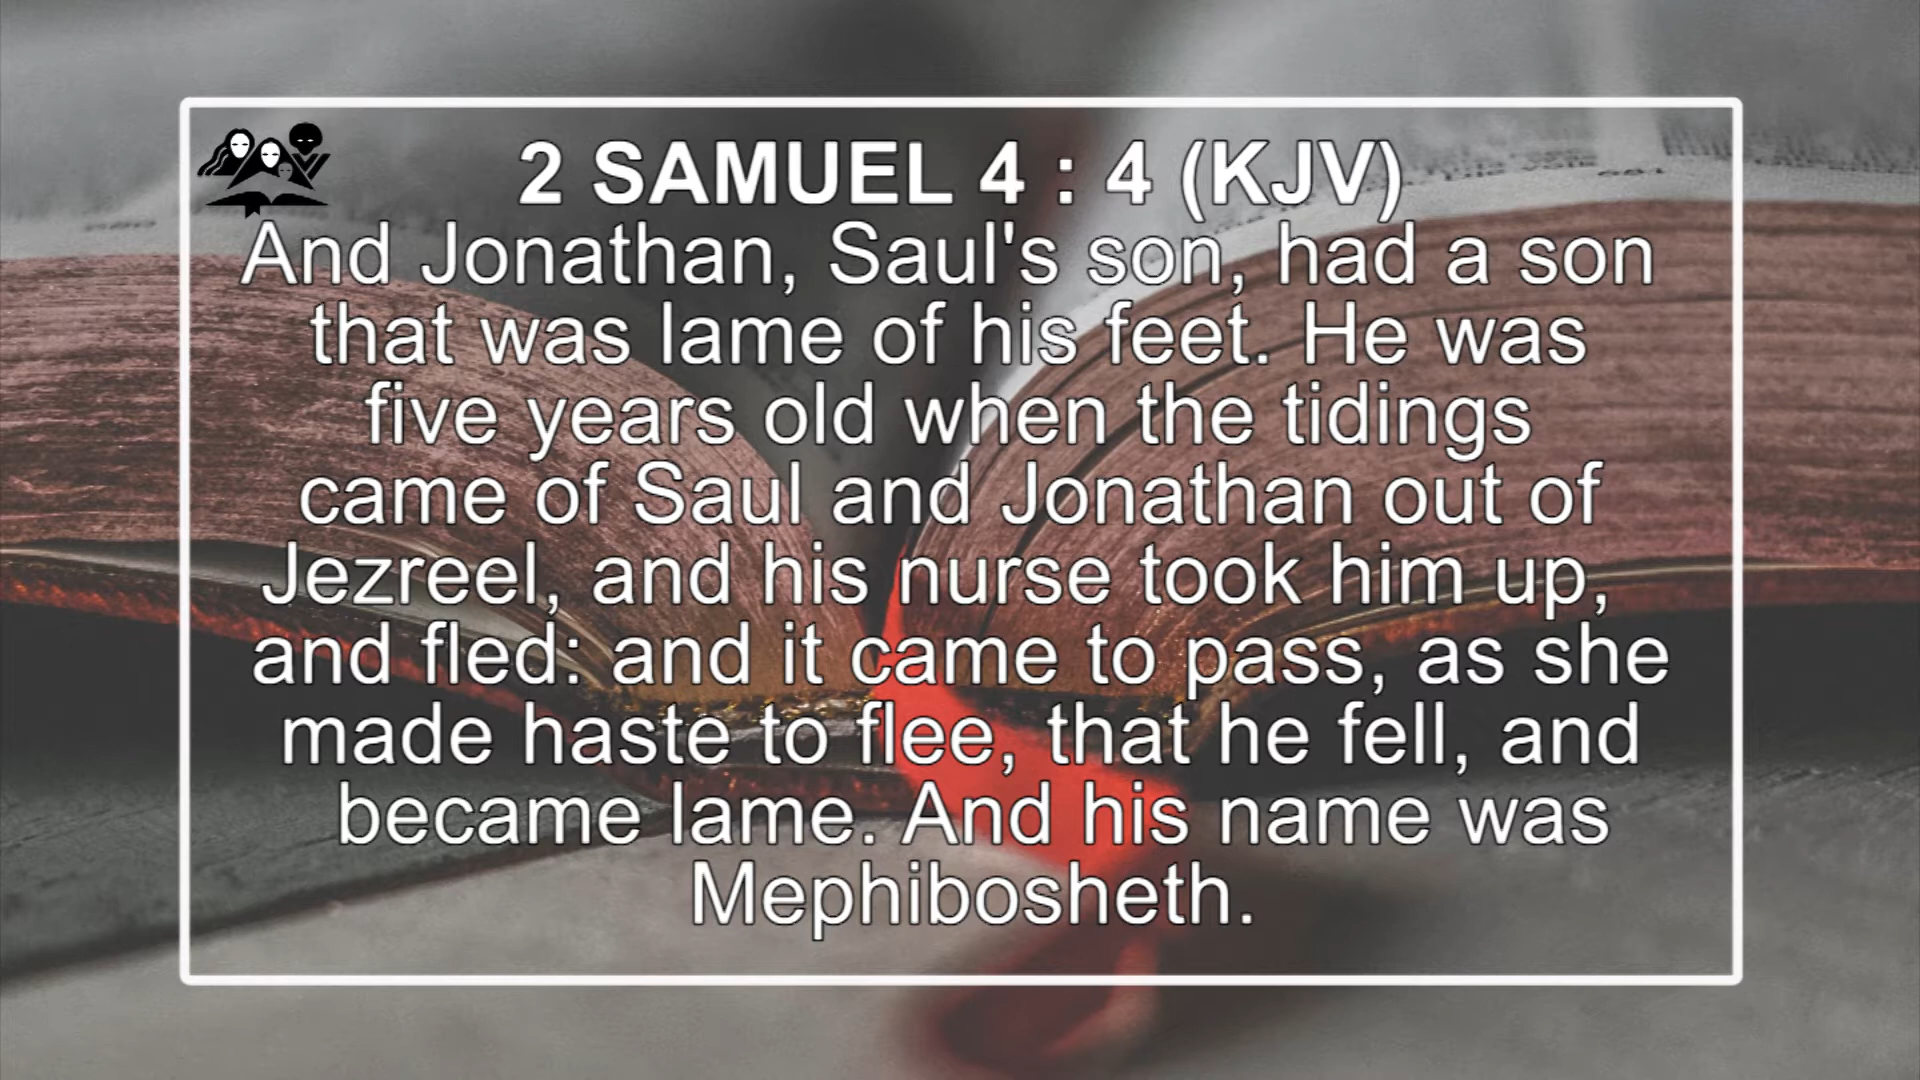 2 SAMUEL 4 : 4 (KJV)
And Jonathan, Saul's son, had a son
that was lame of his feet. He was
five years old when the tidings
came of Saul and Jonathan out of
Jezreel, and his nurse took him up,
and fled: and it came to pass, as she
made haste to flee, that he fell, and
became lame. And his name was
Mephibosheth.